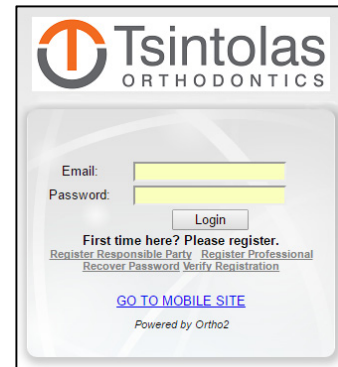 Tsintolas
ORTHODONTICS
Email:
Password:
Login
First time here? Please register.
Register Responsible Party Register Professional
Recover Password Verify Registration
GO TO MOBILE SITE
Powered by Ortho2